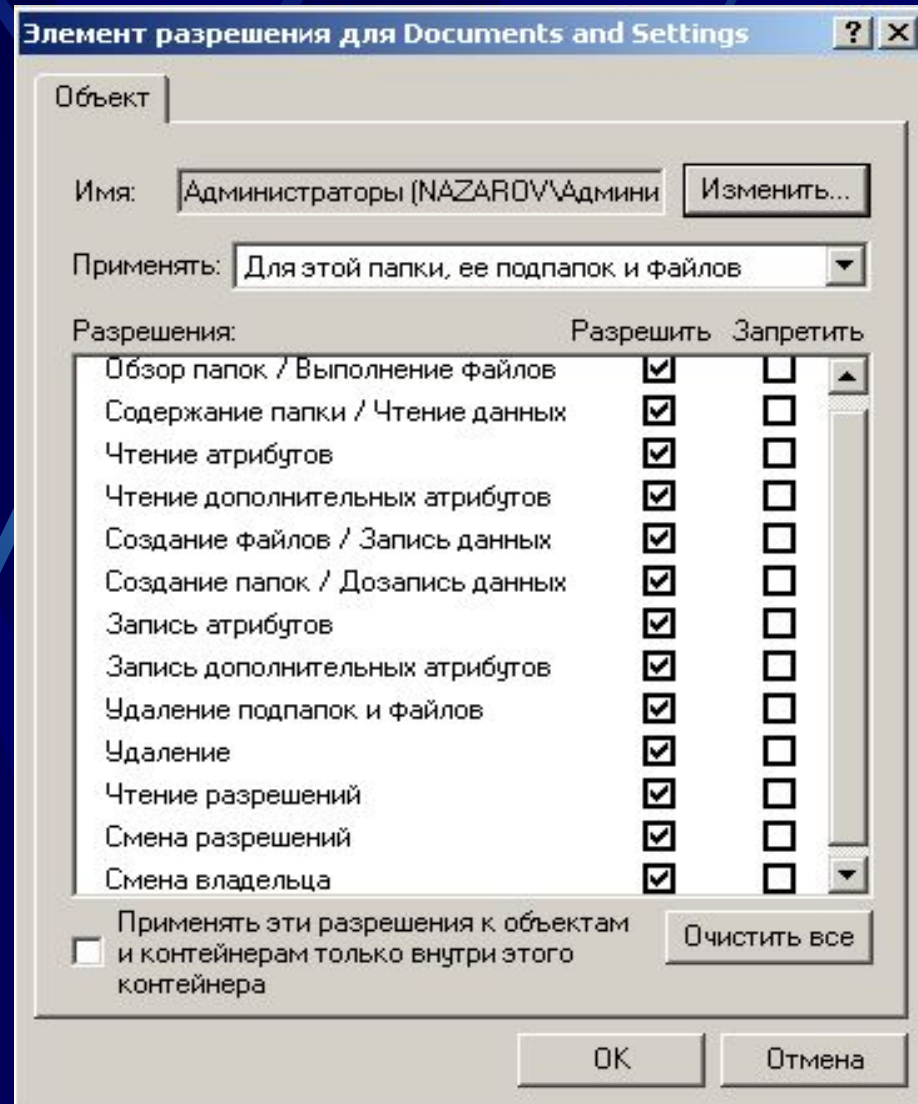 Элемент разрешения для Documents and Settings
Объект
Имя: Администраторы (NAZAROV\Админи Изменить...
Применять: Для этой папки, ее подпапок и файлов
Разрешения: Разрешить Запретить
Обзор папок / Выполнение файлов
Содержание папки / Чтение данных
Чтение атрибутов
Чтение дополнительных атрибутов
Создание файлов / Запись данных
Создание папок / Дозапись данных
Запись атрибутов
Запись дополнительных атрибутов
Удаление подпапок и файлов
Удаление
Чтение разрешений
Смена разрешений
Смена владельца
Применять эти разрешения к объектам
и контейнерам только внутри этого
контейнера
Очистить все
OK Отмена